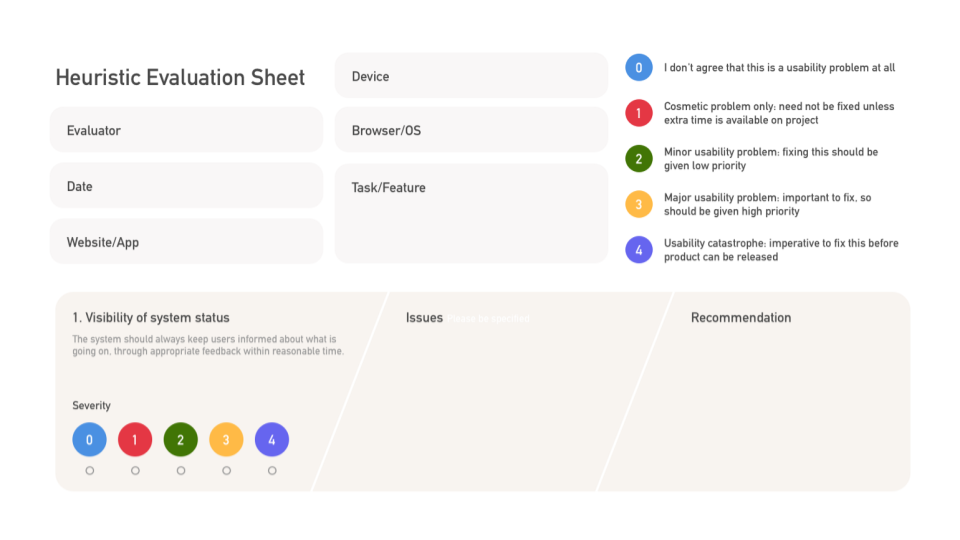 Heuristic Evaluation Sheet
Evaluator
Date
Website/App
Device
Browser/OS
Task/Feature
0 I don't agree that this is a usability problem at all
1 Cosmetic problem only: need not be fixed unless
extra time is available on project
2 Minor usability problem: fixing this should be
given low priority
3 Major usability problem: important to fix, so
should be given high priority
4 Usability catastrophe: imperative to fix this before
product can be released
1. Visibility of system status
The system should always keep users informed about what is
going on, through appropriate feedback within reasonable time.
Severity
0 1 2 3 4
Issues
Recommendation